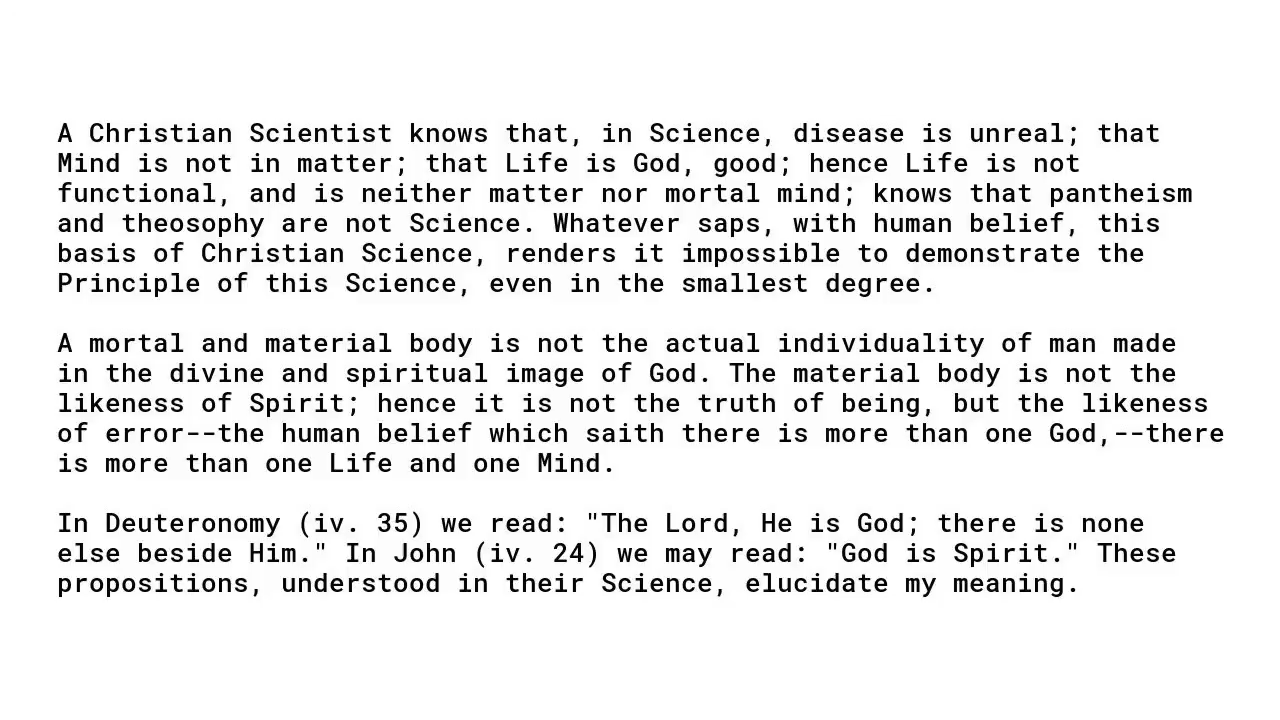 A Christian Scientist knows that, in Science, disease is unreal; that
Mind is not in matter; that Life is God, good; hence Life is not
functional, and is neither matter nor mortal mind; knows that pantheism
and theosophy are not Science. Whatever saps, with human belief, this
basis of Christian Science, renders it impossible to demonstrate the
Principle of this Science, even in the smallest degree.

A mortal and material body is not the actual individuality of man made
in the divine and spiritual image of God. The material body is not the
likeness of Spirit; hence it is not the truth of being, but the likeness
of error--the human belief which saith there is more than one God,--there
is more than one Life and one Mind.

In Deuteronomy (iv. 35) we read: "The Lord, He is God; there is none
else beside Him." In John (iv. 24) we may read: "God is Spirit." These
propositions, understood in their Science, elucidate my meaning.